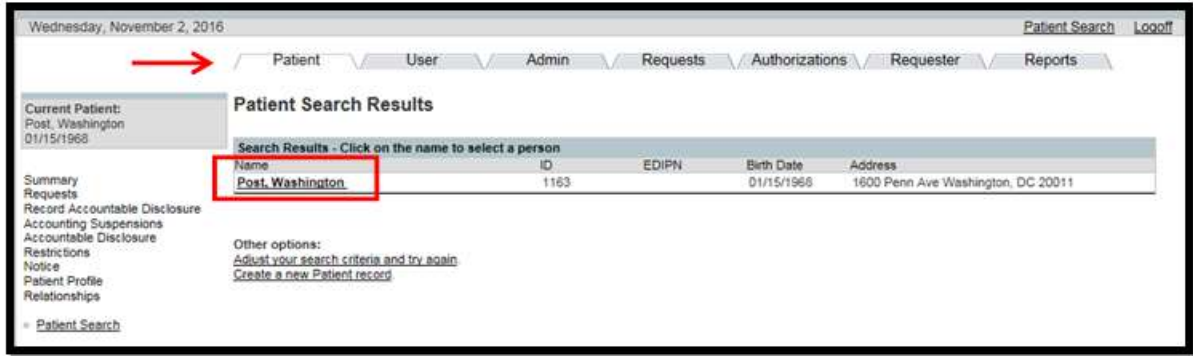 Wednesday, November 2, 2016 Patient Search Logoff
Patient User Admin Requests Authorizations Requester Reports
Current Patient:
Post, Washington
01/15/1968
Summary
Requests
Record Accountable Disclosure
Accounting Suspensions
Accountable Disclosure
Restrictions
Notice
Patient Profile
Relationships
Patient Search
Patient Search Results
Search Results - Click on the name to select a person
Name ID EDIPN Birth Date Address
Post, Washington 1163 01/15/1968 1600 Penn Ave Washington, DC 20011
Other options:
Adjust your search criteria and try again
Create a new Patient record